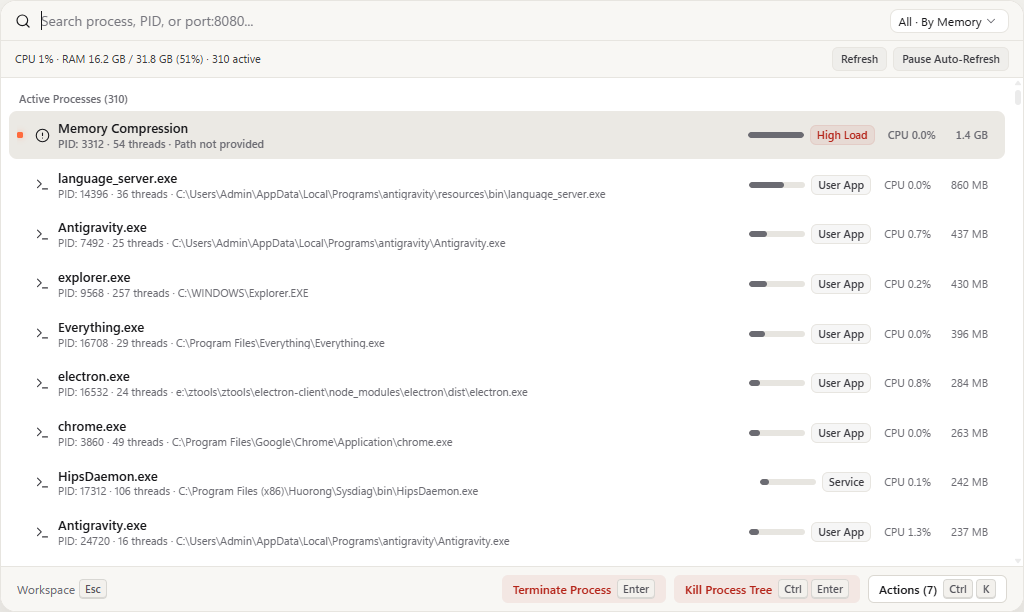 Search process, PID, or port:8080...
All · By Memory
CPU 1% · RAM 16.2 GB / 31.8 GB (51%) · 310 active
Refresh
Pause Auto-Refresh
Active Processes (310)
Memory Compression
PID: 3312 · 54 threads · Path not provided
High Load
CPU 0.0%
1.4 GB
language_server.exe
PID: 14396 · 36 threads · C:\Users\Admin\AppData\Local\Programs\antigravity\resources\bin\language_server.exe
User App
CPU 0.0%
860 MB
Antigravity.exe
PID: 7492 · 25 threads · C:\Users\Admin\AppData\Local\Programs\antigravity\Antigravity.exe
User App
CPU 0.7%
437 MB
explorer.exe
PID: 9568 · 257 threads · C:\WINDOWS\Explorer.EXE
User App
CPU 0.2%
430 MB
Everything.exe
PID: 16708 · 29 threads · C:\Program Files\Everything\Everything.exe
User App
CPU 0.0%
396 MB
electron.exe
PID: 16532 · 24 threads · e:\ztools\ztools\electron-client\node_modules\electron\dist\electron.exe
User App
CPU 0.8%
284 MB
chrome.exe
PID: 3860 · 49 threads · C:\Program Files\Google\Chrome\Application\chrome.exe
User App
CPU 0.0%
263 MB
HipsDaemon.exe
PID: 17312 · 106 threads · C:\Program Files (x86)\Huorong\Sysdiag\bin\HipsDaemon.exe
Service
CPU 0.1%
242 MB
Antigravity.exe
PID: 24720 · 16 threads · C:\Users\Admin\AppData\Local\Programs\antigravity\Antigravity.exe
User App
CPU 1.3%
237 MB
Workspace Esc
Terminate Process Enter
Kill Process Tree Ctrl Enter
Actions (7) Ctrl K